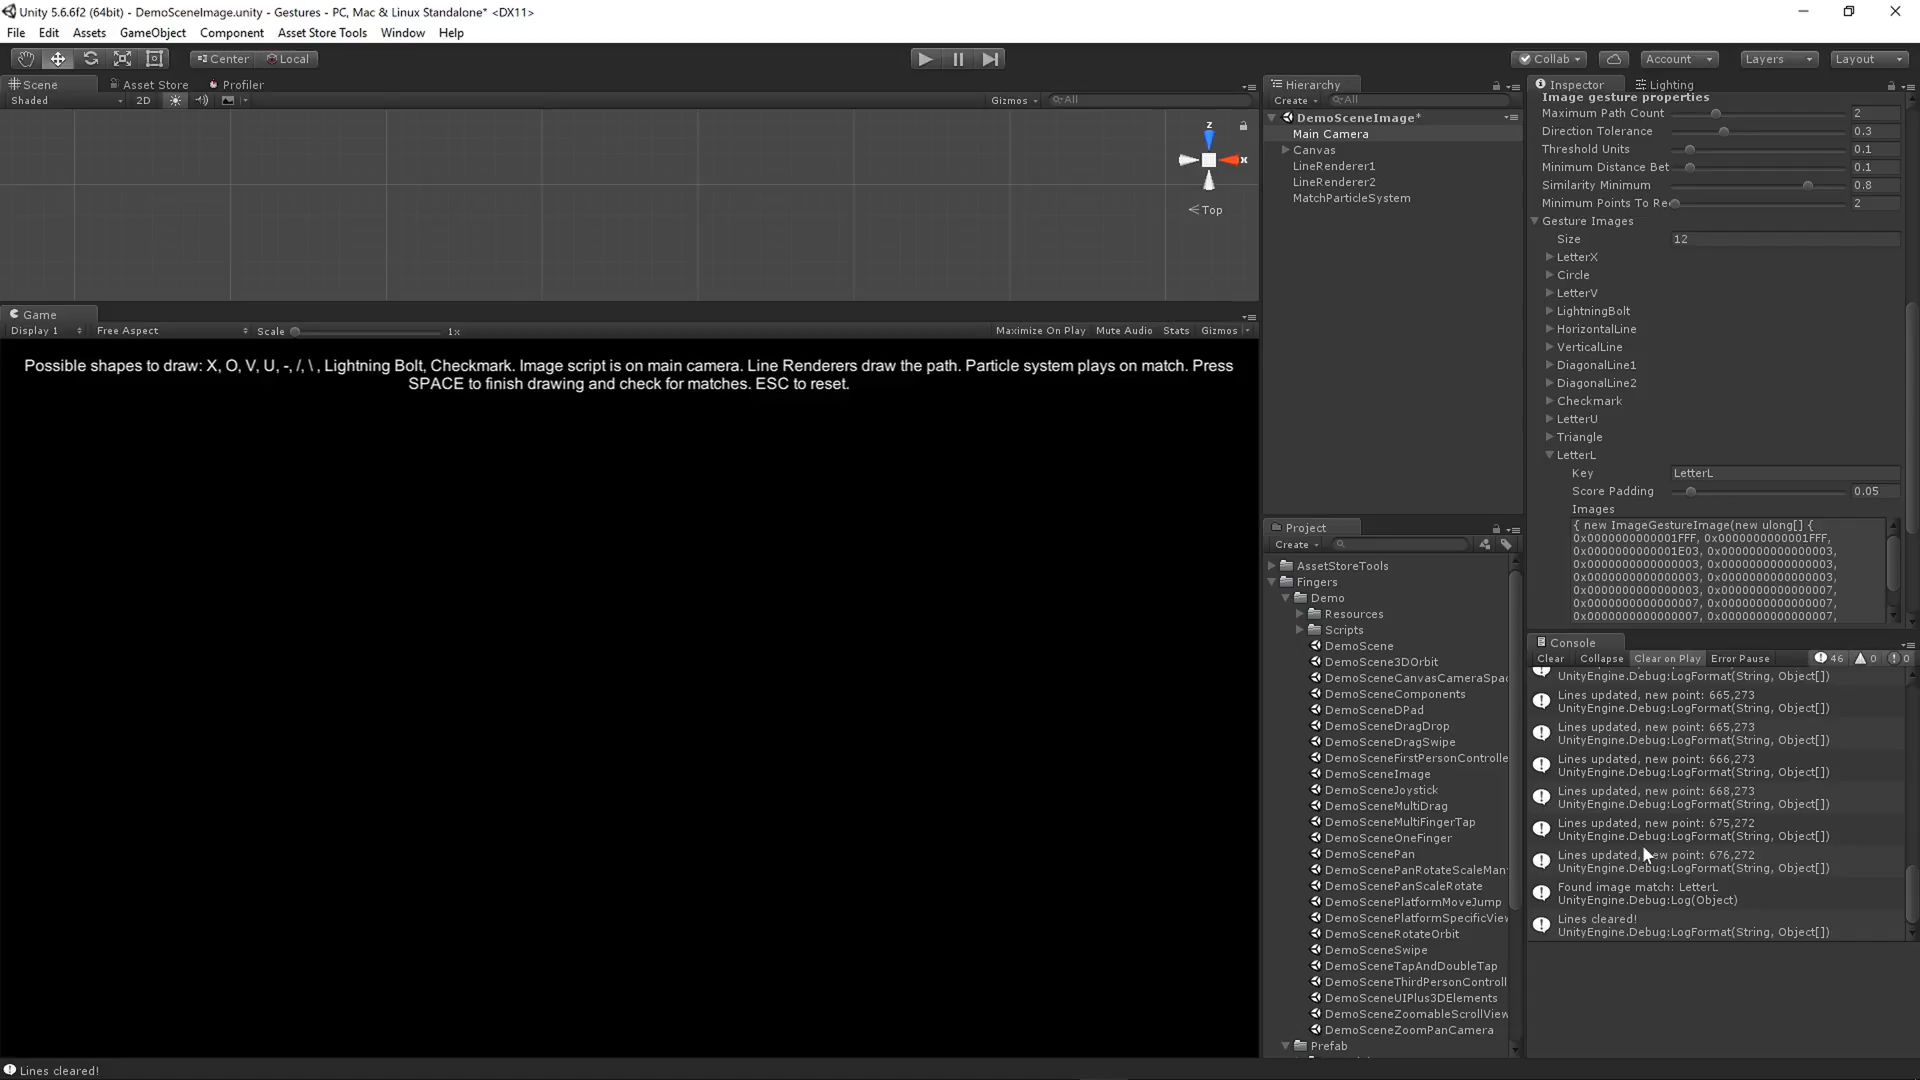 Unity 5.6.6f2 (64bit) - DemoSceneImage.unity - Gestures - PC, Mac & Linux Standalone* <DX11>
File Edit Assets GameObject Component Asset Store Tools Window Help
Center Local
Collab Account Layers Layout
Scene Asset Store Profiler
Shaded 2D Gizmos All
z
x
Top
Game
Display 1 Free Aspect Scale 1x Maximize On Play Mute Audio Stats Gizmos
Possible shapes to draw: X, O, V, U, -, /, \ , Lightning Bolt, Checkmark. Image script is on main camera. Line Renderers draw the path. Particle system plays on match. Press
SPACE to finish drawing and check for matches. ESC to reset.
Lines cleared!
Hierarchy
Create All
DemoSceneImage*
Main Camera
Canvas
LineRenderer1
LineRenderer2
MatchParticleSystem
Project
Create
AssetStoreTools
Fingers
Demo
Resources
Scripts
DemoScene
DemoScene3DOrbit
DemoSceneCanvasCameraSpac
DemoSceneComponents
DemoSceneDPad
DemoSceneDragDrop
DemoSceneDragSwipe
DemoSceneFirstPersonControlle
DemoSceneImage
DemoSceneJoystick
DemoSceneMultiDrag
DemoSceneMultiFingerTap
DemoSceneOneFinger
DemoScenePan
DemoScenePanRotateScaleMan
DemoScenePanScaleRotate
DemoScenePlatformMoveJump
DemoScenePlatformSpecificView
DemoSceneRotateOrbit
DemoSceneSwipe
DemoSceneTapAndDoubleTap
DemoSceneThirdPersonControll
DemoSceneUIPlus3DElements
DemoSceneZoomableScrollView
DemoSceneZoomPanCamera
Prefab
Inspector Lighting
Image gesture properties
Maximum Path Count 2
Direction Tolerance 0.3
Threshold Units 0.1
Minimum Distance Bet 0.1
Similarity Minimum 0.8
Minimum Points To Re 2
Gesture Images
Size 12
LetterX
Circle
LetterV
LightningBolt
HorizontalLine
VerticalLine
DiagonalLine1
DiagonalLine2
Checkmark
LetterU
Triangle
LetterL
Key LetterL
Score Padding 0.05
Images
{ new ImageGestureImage(new ulong[] {
0x0000000000001FFF, 0x0000000000001FFF,
0x0000000000001E03, 0x0000000000000003,
0x0000000000000003, 0x0000000000000003,
0x0000000000000003, 0x0000000000000003,
0x0000000000000003, 0x0000000000000007,
0x0000000000000007, 0x0000000000000007,
0x0000000000000007, 0x0000000000000007,
Console
Clear Collapse Clear on Play Error Pause 46 0 0
UnityEngine.Debug:LogFormat(String, Object[])
Lines updated, new point: 665,273
UnityEngine.Debug:LogFormat(String, Object[])
Lines updated, new point: 665,273
UnityEngine.Debug:LogFormat(String, Object[])
Lines updated, new point: 666,273
UnityEngine.Debug:LogFormat(String, Object[])
Lines updated, new point: 668,273
UnityEngine.Debug:LogFormat(String, Object[])
Lines updated, new point: 675,272
UnityEngine.Debug:LogFormat(String, Object[])
Lines updated, new point: 676,272
UnityEngine.Debug:LogFormat(String, Object[])
Found image match: LetterL
UnityEngine.Debug:Log(Object)
Lines cleared!
UnityEngine.Debug:LogFormat(String, Object[])